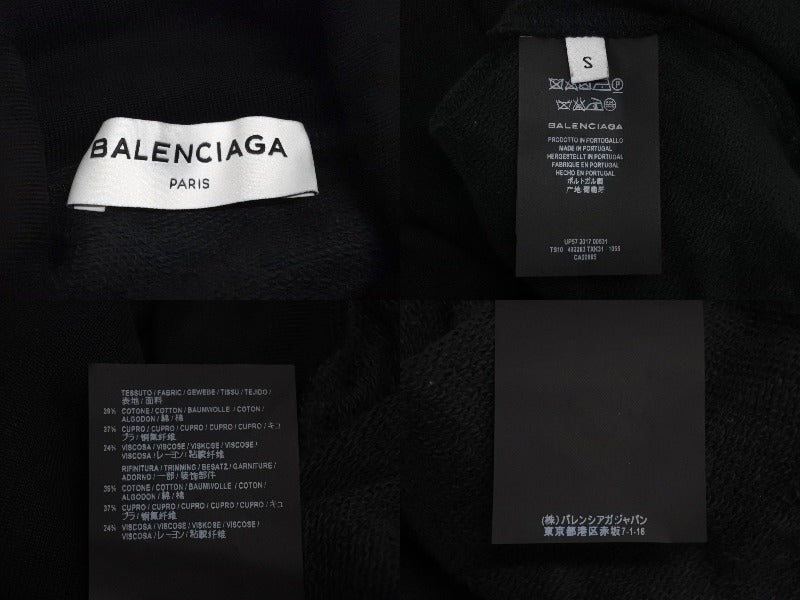 BALENCIAGA
PARIS
S
BALENCIAGA
PRODOTTO IN PORTOGALLO
MADE IN PORTUGAL
HERGESTELLT IN PORTUGAL
FABRIQUE EN PORTUGAL
HECHO EN PORTUGAL
ポルトガル製
产地:葡萄牙
UP57 2017 00631
CA20885
TESSUTO / FABRIC / GEWEBE / TISSU / TEJIDO /
表地 / 面料
39% COTONE / COTTON / BAUMWOLLE / COTON /
ALGODON / 綿 / 棉
37% CUPRO / CUPRO / CUPRO / CUPRO / CUPRO / キュ
プラ / 铜氨纤维
24% VISCOSA / VISCOSE / VISKOSE / VISCOSE /
VISCOSA / レーヨン / 粘胶纤维
RIFINITURA / TRIMMING / BESATZ / GARNITURE /
ADORNO / 一部 / 装饰部件
COTONE / COTTON / BAUMWOLLE / COTON /
ALGODON / 綿 / 棉
37% CUPRO / CUPRO / CUPRO / CUPRO / CUPRO / キュ
プラ / 铜氨纤维
24% VISCOSA / VISCOSE / VISKOSE / VISCOSE /
VISCOSA / レーヨン / 粘胶纤维
(株)バレンシアガジャパン
東京都港区赤坂7-1-16